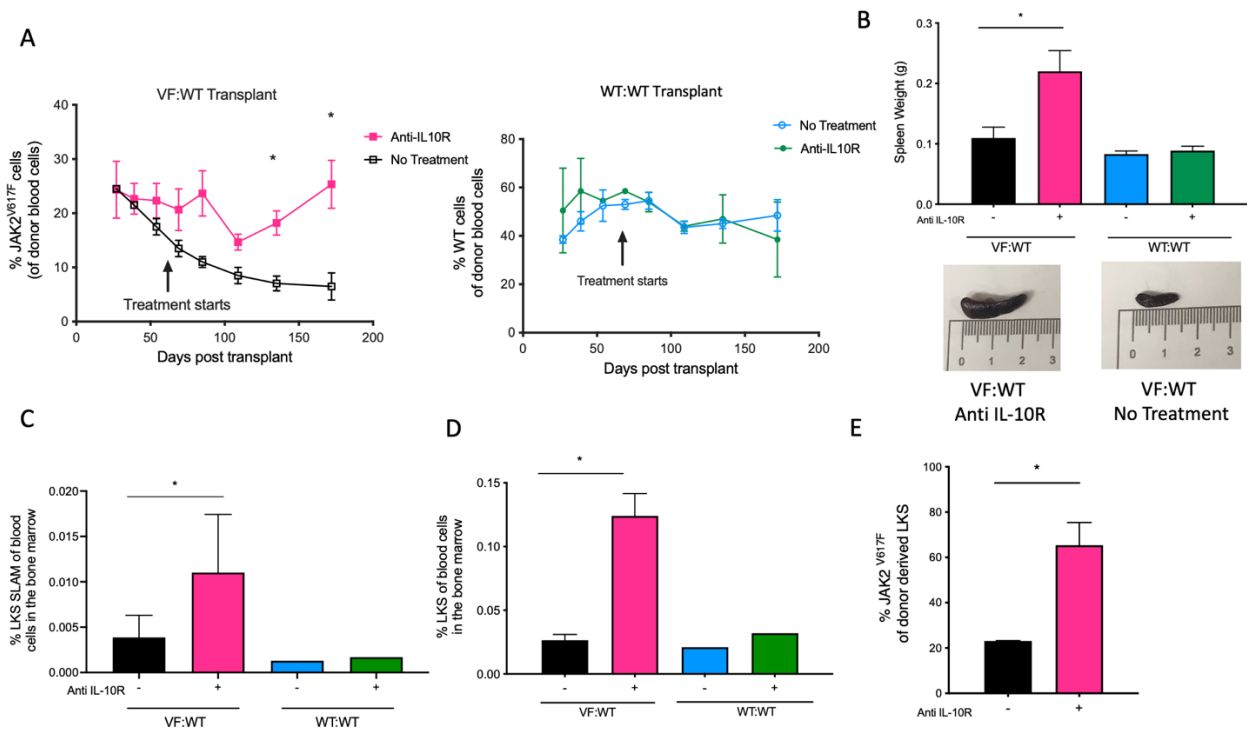 A
VF:WT Transplant
% JAK2V617F cells
(of donor blood cells)
40
30
20
10
0
0
50
100
150
200
Days post transplant
Treatment starts
*
*
Anti-IL10R
No Treatment
WT:WT Transplant
% WT cells
of donor blood cells
80
60
40
20
0
0
50
100
150
200
Days post transplant
Treatment starts
No Treatment
Anti-IL10R
B
Spleen Weight (g)
0.3
0.2
0.1
0.0
*
Anti IL-10R
-
+
-
+
VF:WT
WT:WT
0 1 2 3
0 1 2 3
VF:WT
Anti IL-10R
VF:WT
No Treatment
C
% LKS SLAM of blood
cells in the bone marrow
0.020
0.015
0.010
0.005
0.000
*
Anti IL-10R
-
+
-
+
VF:WT
WT:WT
D
% LKS of blood cells
in the bone marrow
0.15
0.10
0.05
0.00
*
-
+
-
+
VF:WT
WT:WT
E
% JAK2 V617F
of donor derived LKS
100
80
60
40
20
0
*
Anti IL-10R
-
+